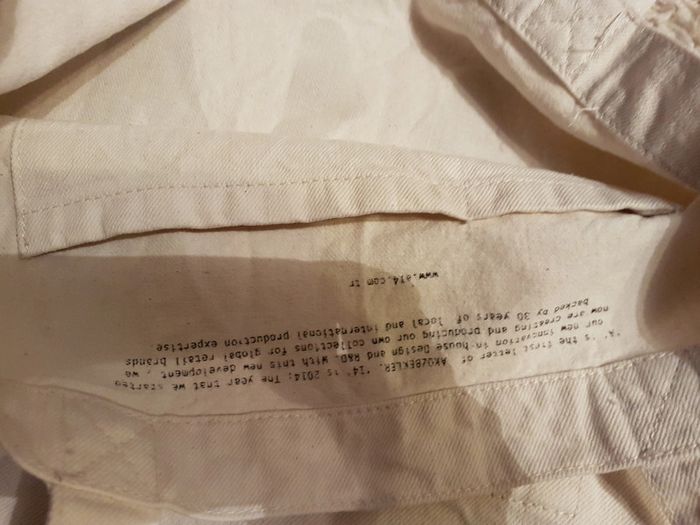 "A" is the first letter of AKOZBEKLER. "14" is 2014: The year that we started
our new innovation in-house Design and R&D. With this new development, we
now are creating and producing our own collections for global retail brands
backed by 30 years of local and international production expertise.
www.a14.com.tr